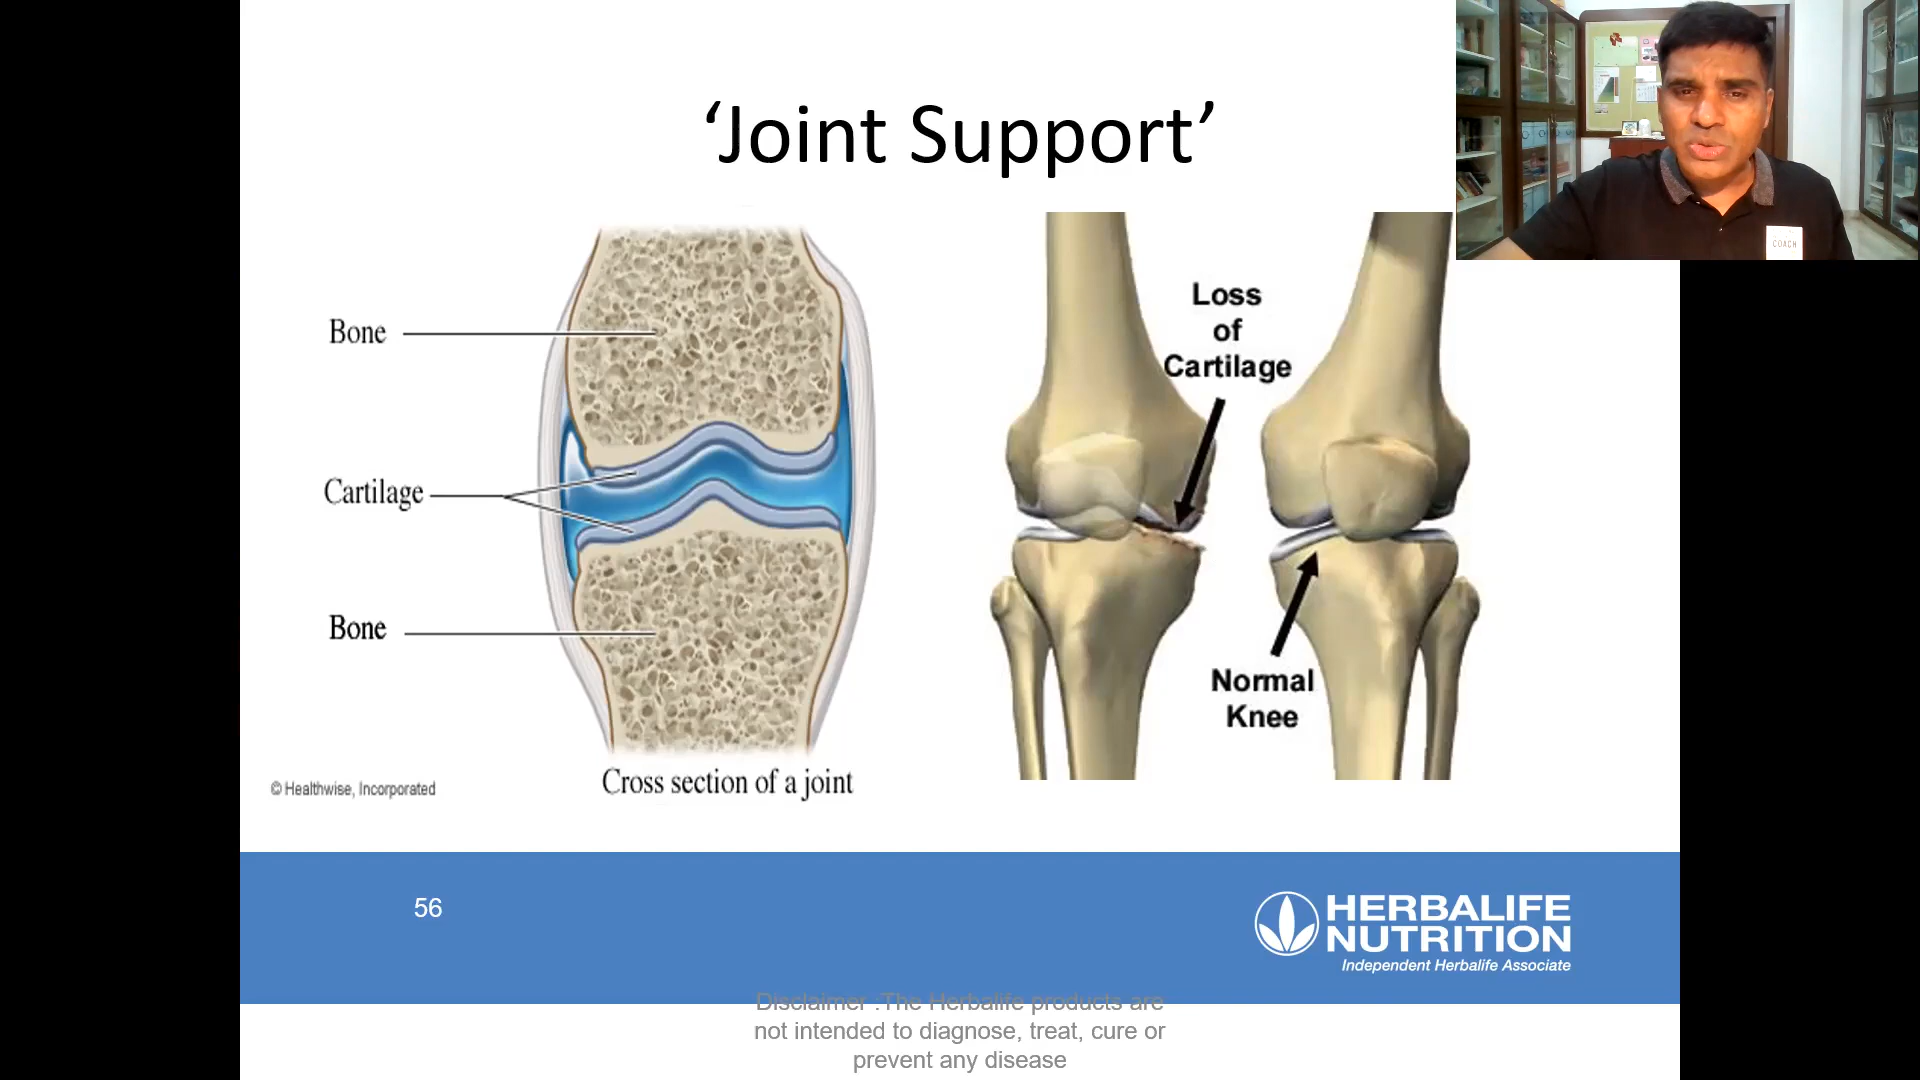 ‘Joint Support’
Bone
Cartilage
Bone
© Healthwise, Incorporated
Cross section of a joint
Loss
of
Cartilage
Normal
Knee
COACH
56
HERBALIFE
NUTRITION
Independent Herbalife Associate
Disclaimer :The Herbalife products are
not intended to diagnose, treat, cure or
prevent any disease